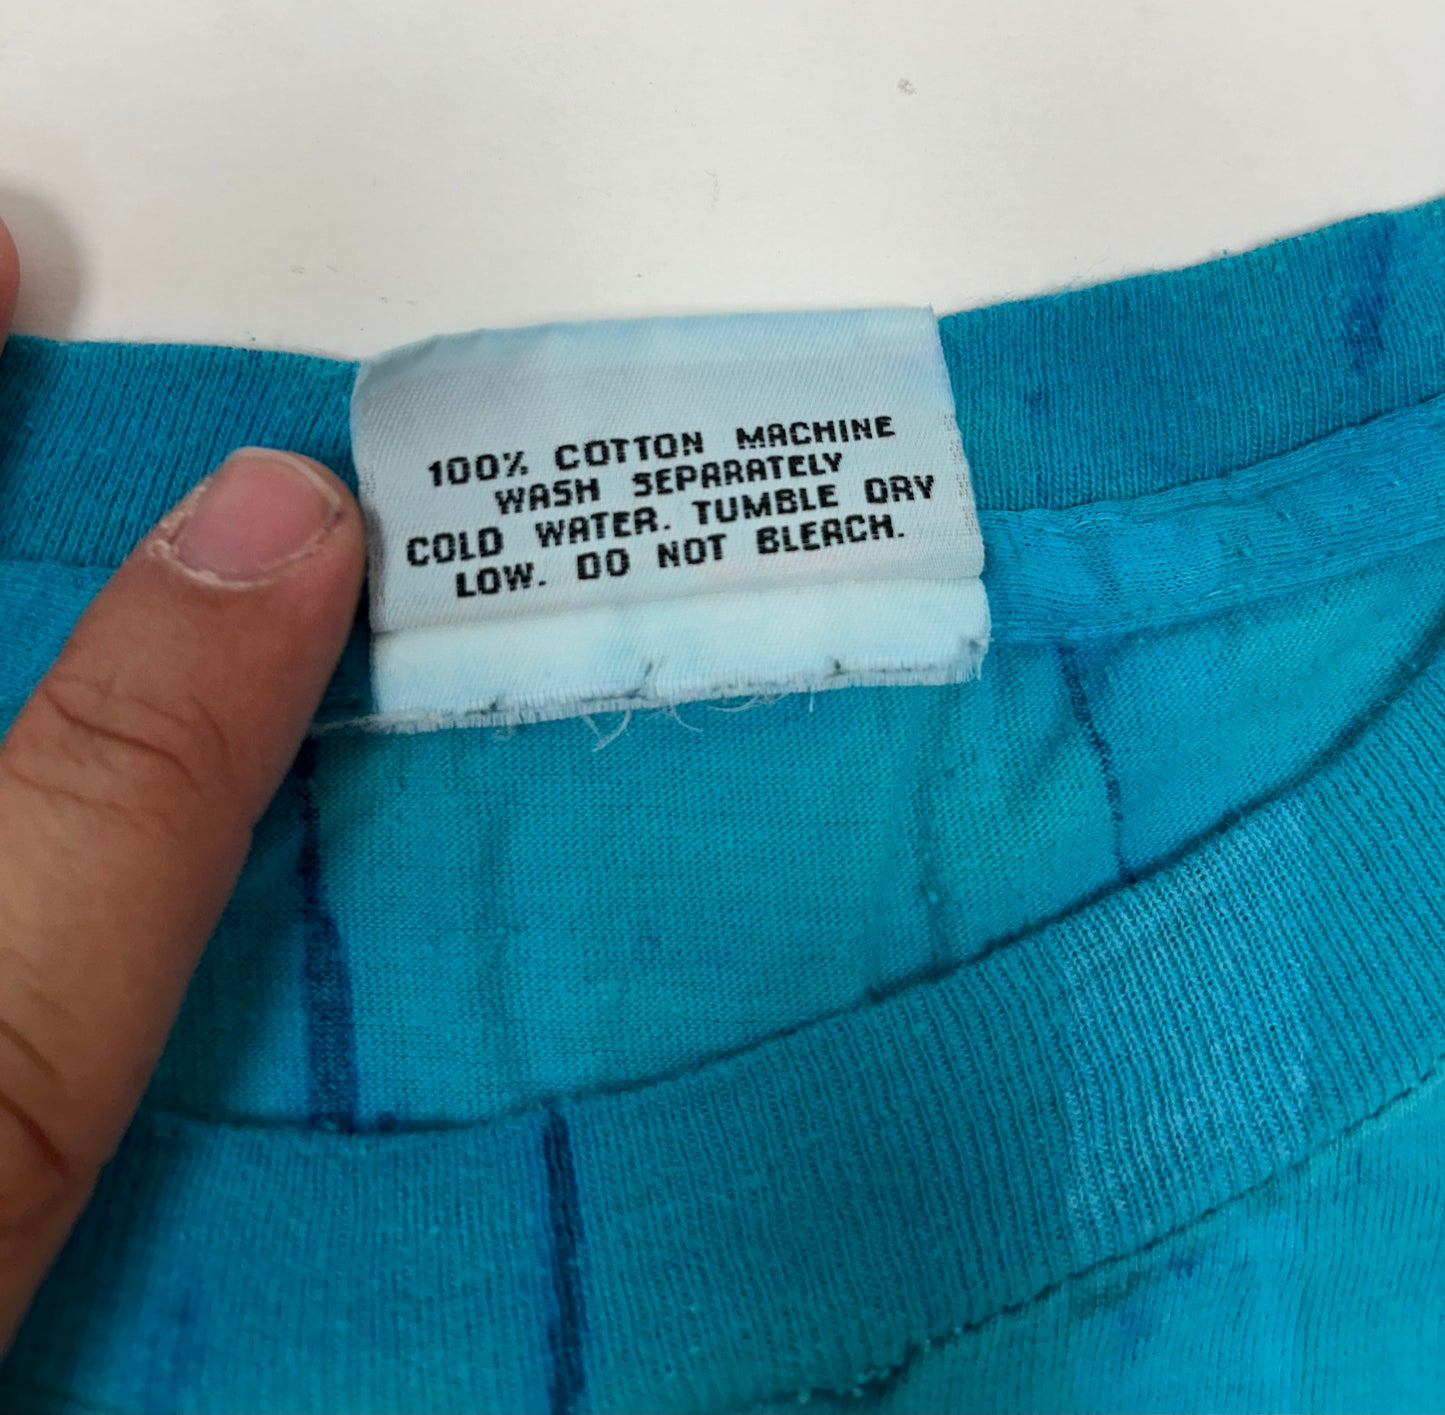 100% COTTON MACHINE
WASH SEPARATELY
COLD WATER. TUMBLE DRY
LOW. DO NOT BLEACH.